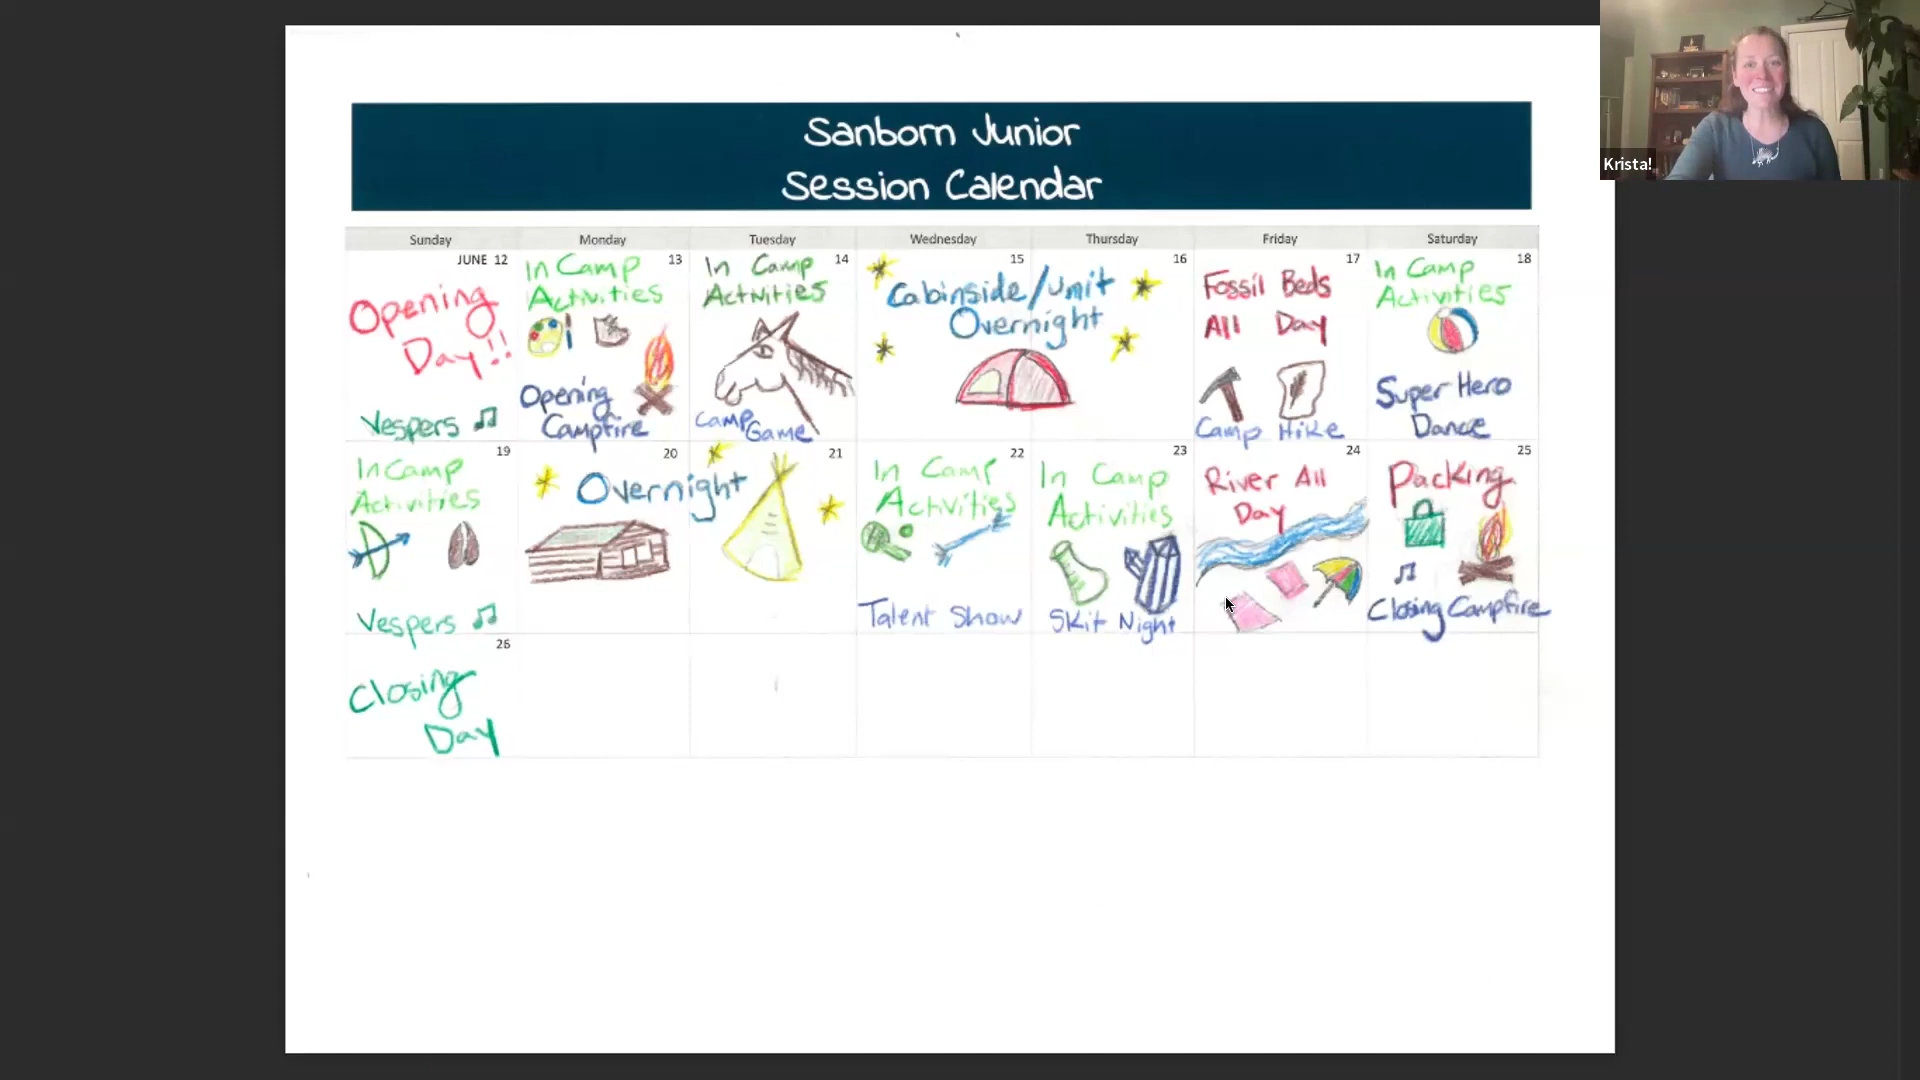 Krista!
Sanborn Junior
Session Calendar
Sunday Monday Tuesday Wednesday Thursday Friday Saturday
JUNE 12
Opening
Day!!
Vespers
13
In Camp
Activities
Opening
Campfire
14
In Camp
Activities
Camp
Game
15 16
Cabinside/Unit
Overnight
17
Fossil Beds
All Day
Camp Hike
18
In Camp
Activities
Super Hero
Dance
19
In Camp
Activities
Vespers
20 21
Overnight
22
In Camp
Activities
Talent Show
23
In Camp
Activities
Skit Night
24
River All
Day
25
Packing
Closing Campfire
26
Closing
Day